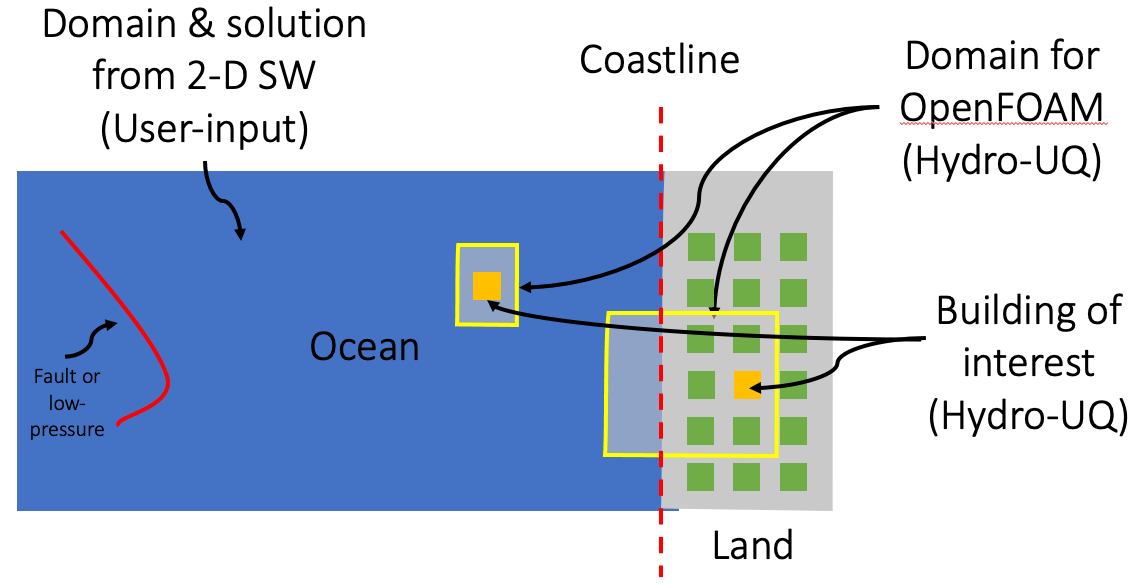 Domain & solution
from 2-D SW
(User-input)
Coastline
Domain for
OpenFOAM
(Hydro-UQ)
Ocean
Fault or
low-
pressure
Building of
interest
(Hydro-UQ)
Land